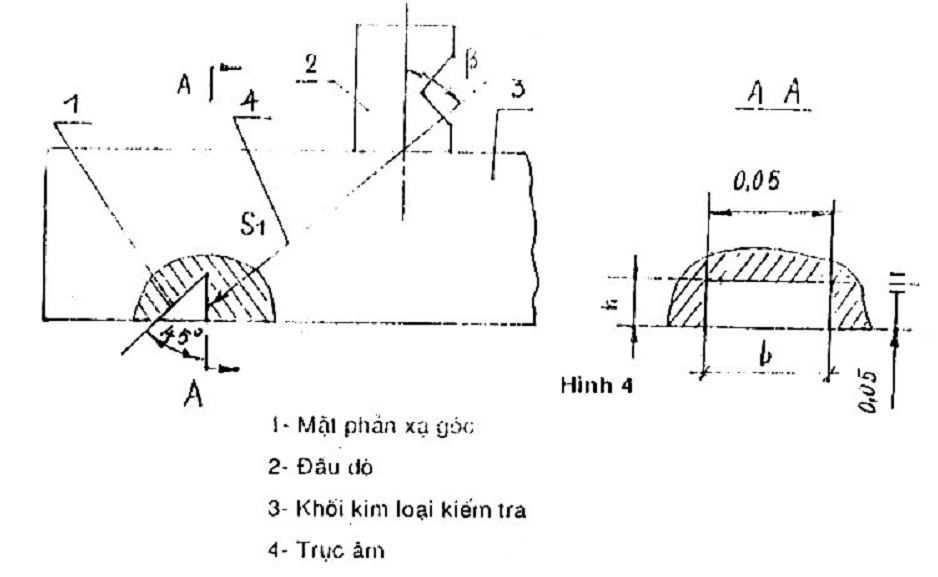 A
1
4
2
β
3
A A
0,05
S1
h
45°
b
0,05
A
Hình 4
1- Mặt phản xạ góc
2- Đầu dò
3- Khối kim loại kiểm tra
4- Trục âm